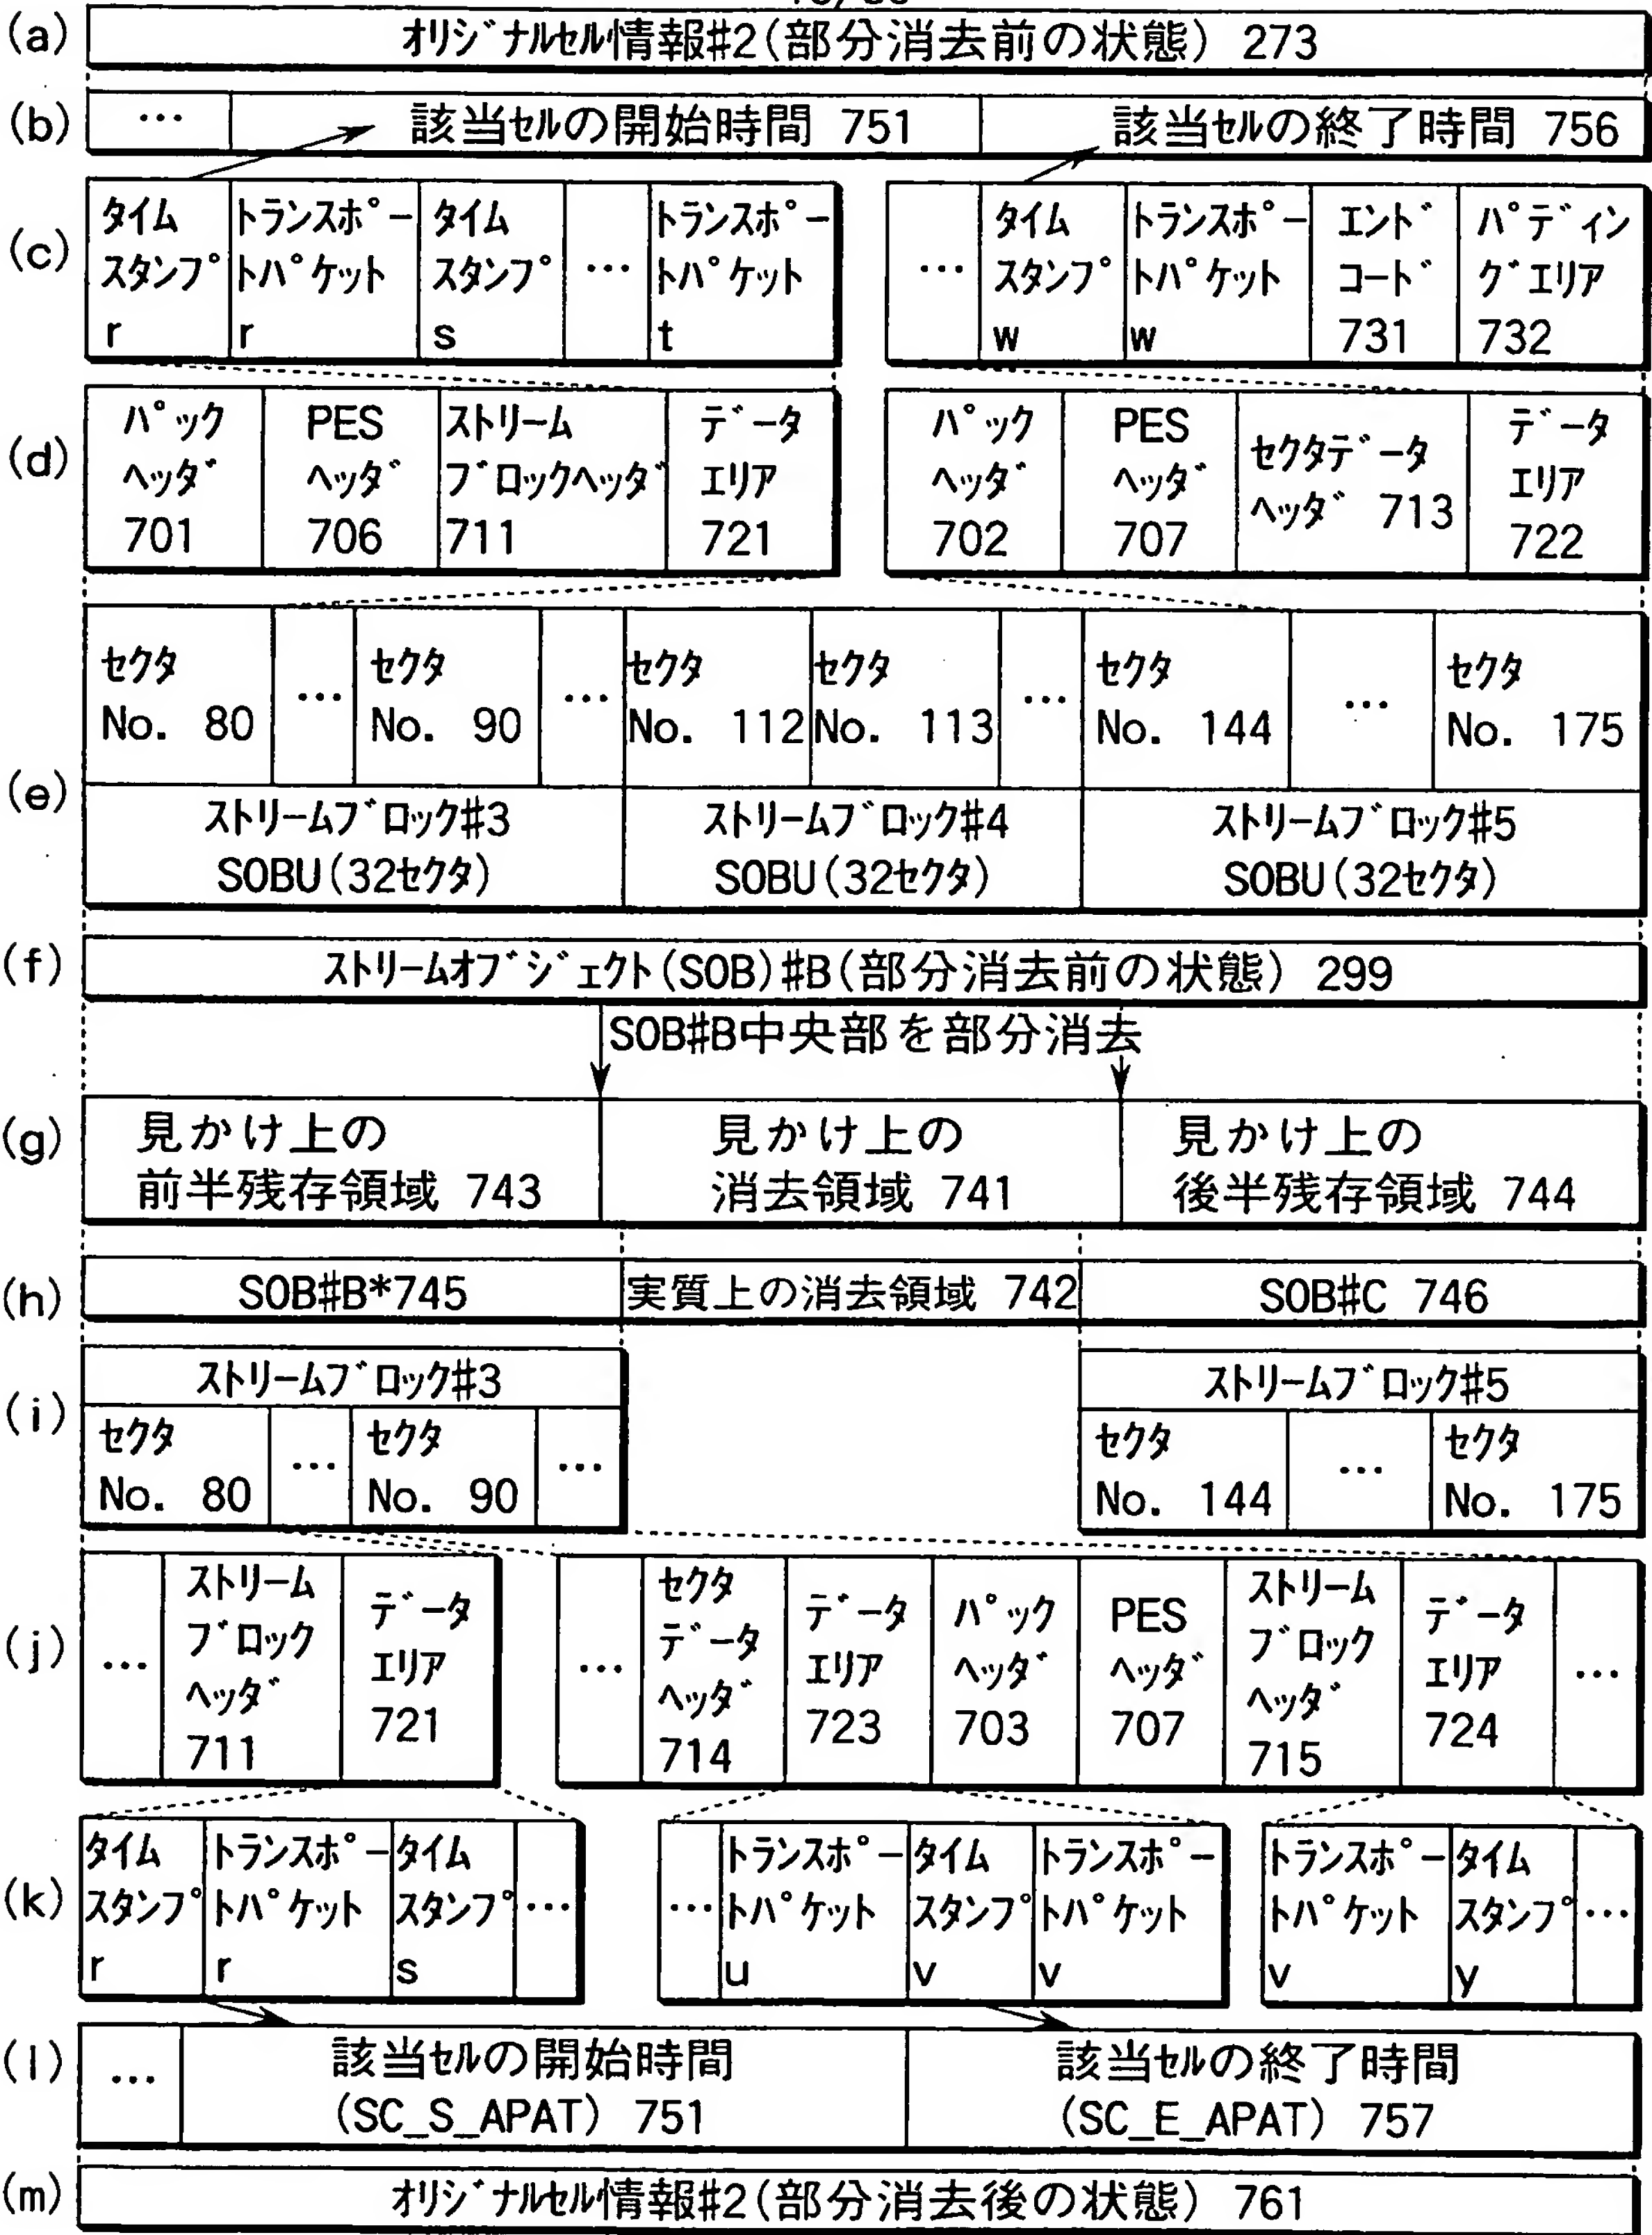 (a) オリジナルセル情報#2(部分消去前の状態) 273
(b) … 該当セルの開始時間 751 該当セルの終了時間 756
(c)
タイム
スタンプ
r
トランスポー
トパケット
r
タイム
スタンプ
s
…
トランスポー
トパケット
t
…
タイム
スタンプ
w
トランスポー
トパケット
w
エンド
コード
731
パディン
グエリア
732
(d)
パック
ヘッダ
701
PES
ヘッダ
706
ストリーム
ブロックヘッダ
711
データ
エリア
721
パック
ヘッダ
702
PES
ヘッダ
707
セクタデータ
ヘッダ 713
データ
エリア
722
(e)
セクタ
No. 80
…
セクタ
No. 90
…
セクタ
No. 112
セクタ
No. 113
…
セクタ
No. 144
…
セクタ
No. 175
ストリームブロック#3
SOBU(32セクタ)
ストリームブロック#4
SOBU(32セクタ)
ストリームブロック#5
SOBU(32セクタ)
(f) ストリームオブジェクト(SOB)#B(部分消去前の状態) 299
SOB#B中央部を部分消去
(g)
見かけ上の
前半残存領域 743
見かけ上の
消去領域 741
見かけ上の
後半残存領域 744
(h) SOB#B*745 実質上の消去領域 742 SOB#C 746
(i)
ストリームブロック#3
セクタ
No. 80
…
セクタ
No. 90
…
ストリームブロック#5
セクタ
No. 144
…
セクタ
No. 175
(j)
…
ストリーム
ブロック
ヘッダ
711
データ
エリア
721
…
セクタ
データ
ヘッダ
714
データ
エリア
723
パック
ヘッダ
703
PES
ヘッダ
707
ストリーム
ブロック
ヘッダ
715
データ
エリア
724
…
(k)
タイム
スタンプ
r
トランスポー
トパケット
r
タイム
スタンプ
s
…
…
トランスポー
トパケット
u
タイム
スタンプ
v
トランスポー
トパケット
v
トランスポー
トパケット
v
タイム
スタンプ
y
…
(l)
…
該当セルの開始時間
(SC_S_APAT) 751
該当セルの終了時間
(SC_E_APAT) 757
(m) オリジナルセル情報#2(部分消去後の状態) 761